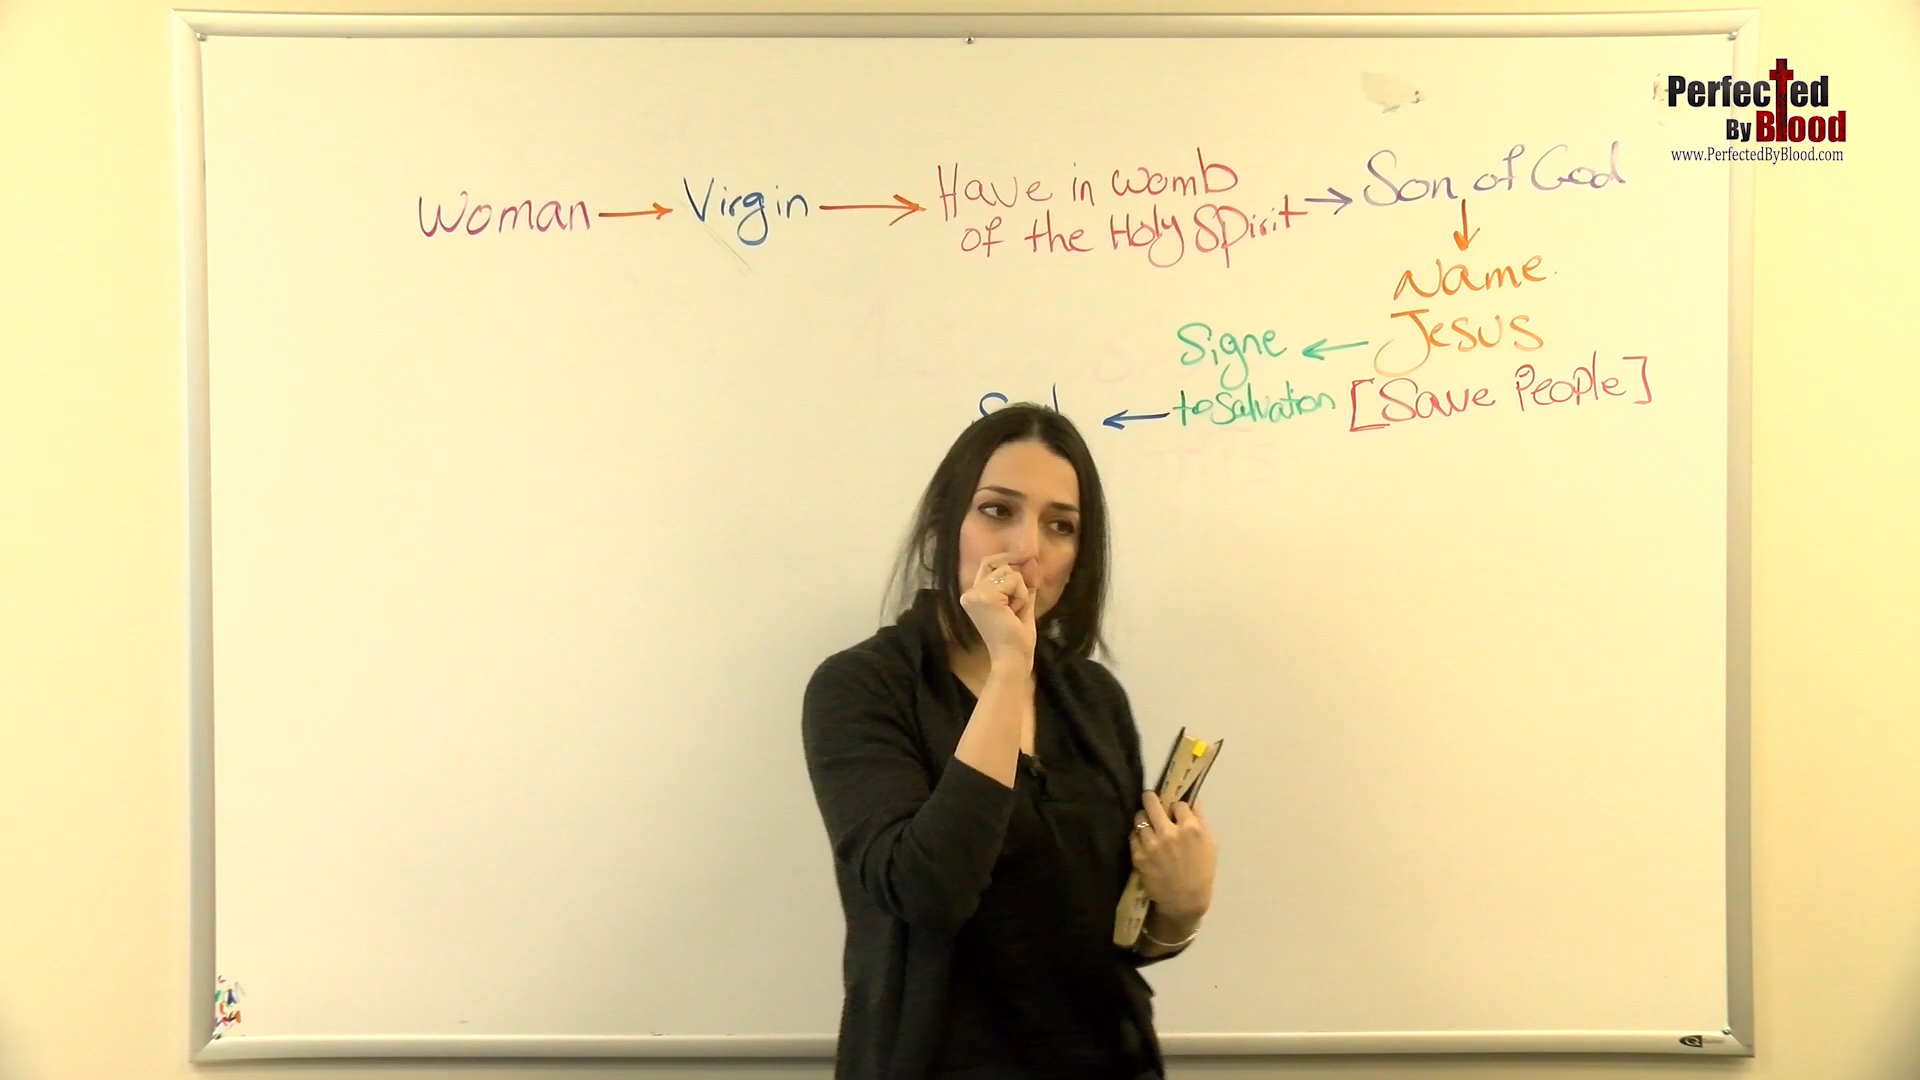 Perfected
By Blood
www.PerfectedByBlood.com
Woman → Virgin → Have in womb
of the Holy Spirit → Son of God
Name
Jesus
Signe ←
to Salvation [Save People]
←